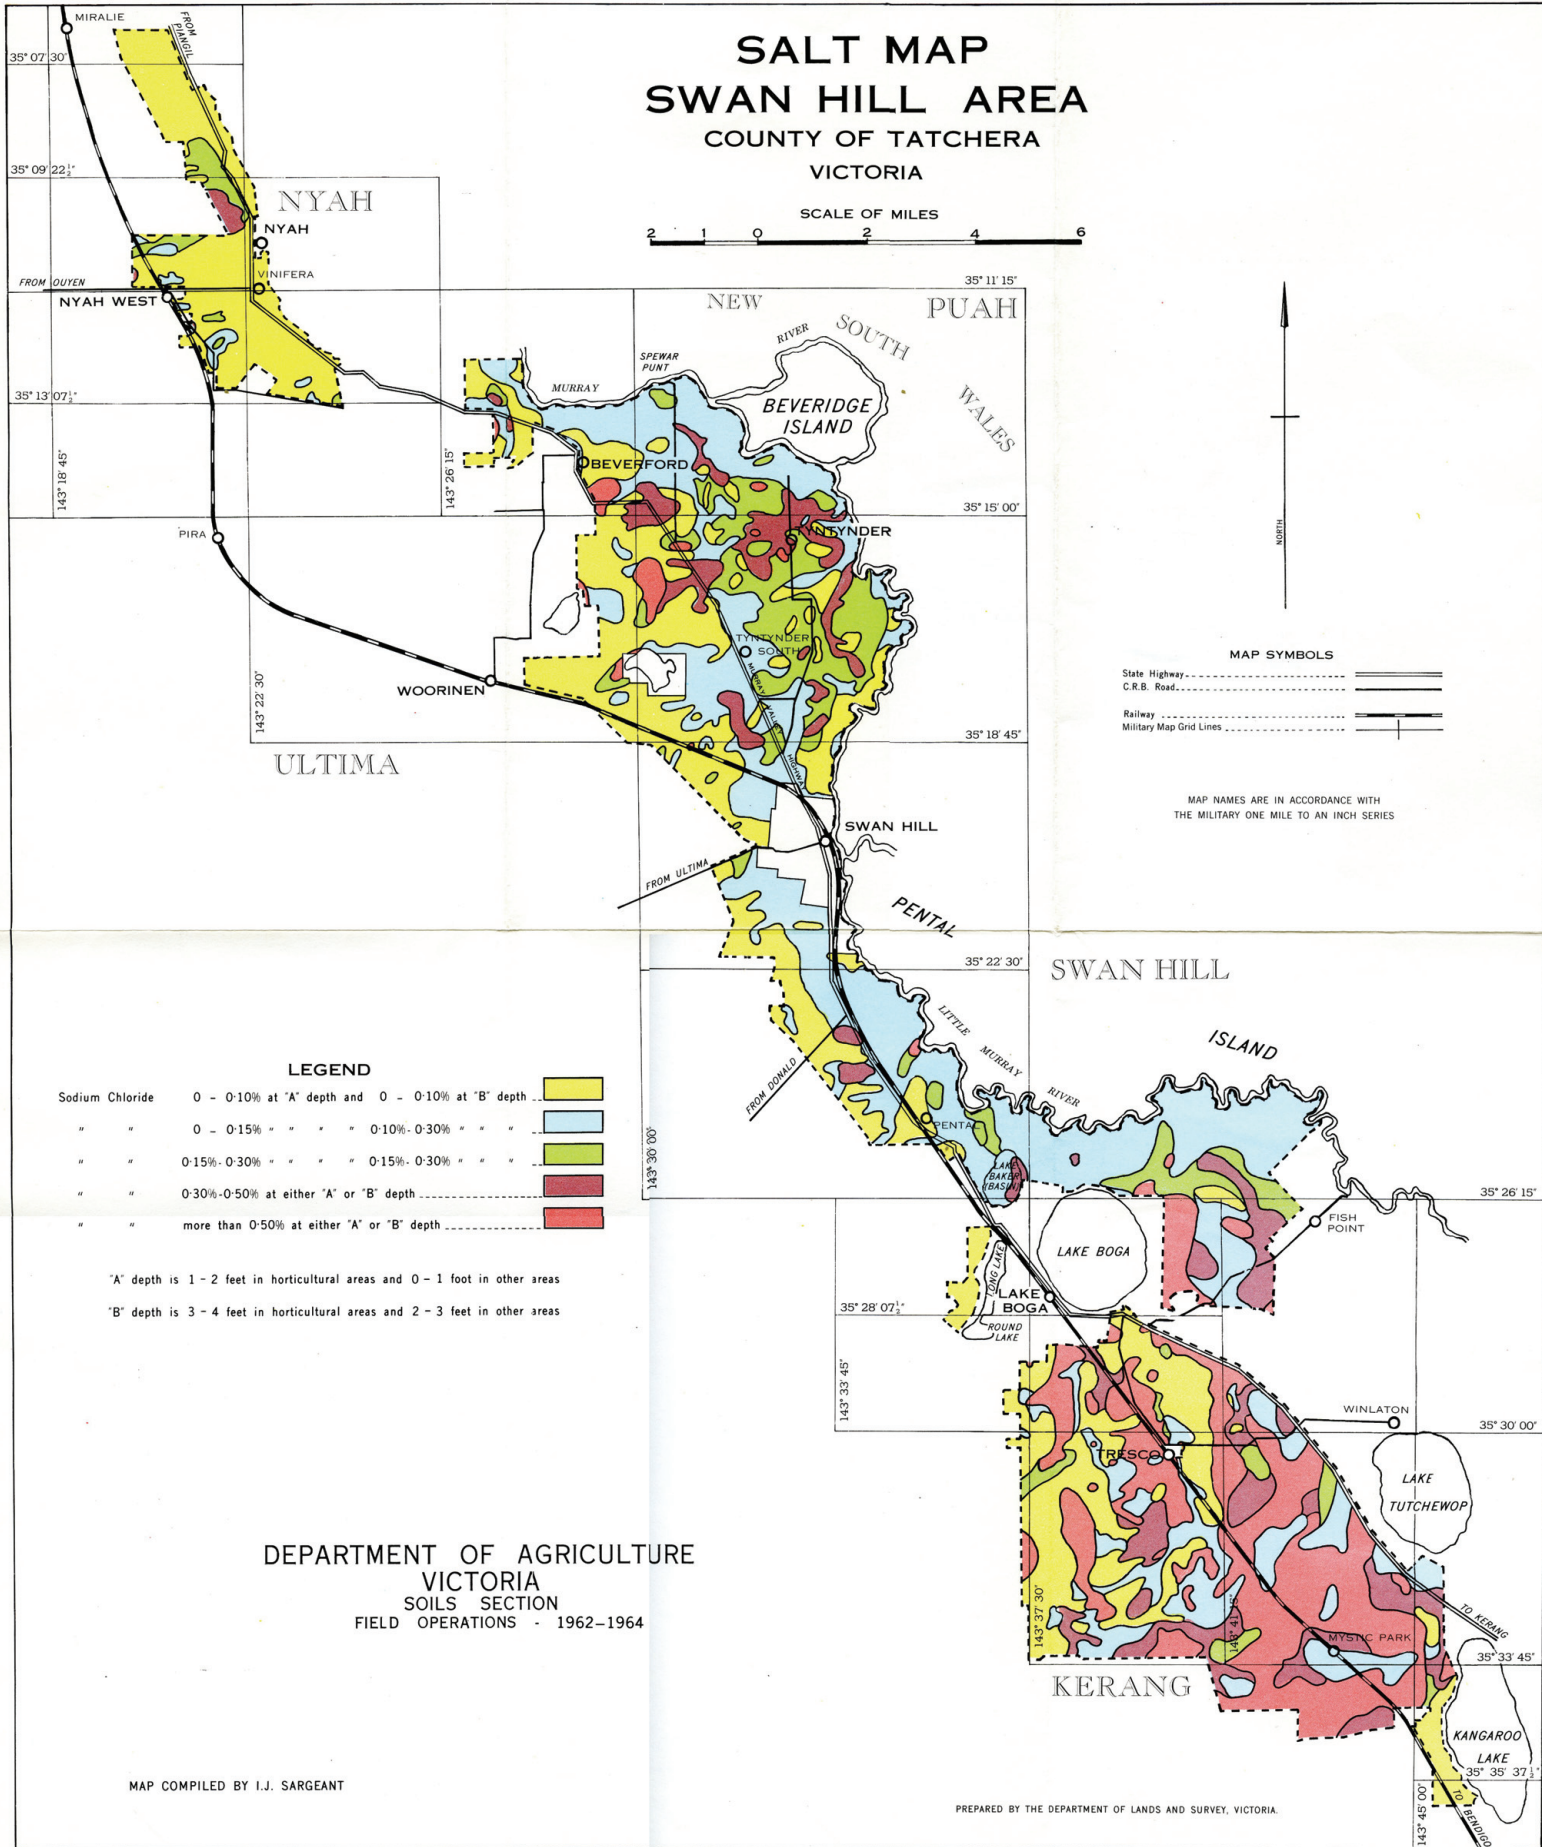 SALT MAP
SWAN HILL AREA
COUNTY OF TATCHERA
VICTORIA
SCALE OF MILES
2 1 0 2 4 6
MIRALIE
FROM PIANGIL
35° 07' 30"
35° 09' 22½"
NYAH
NYAH
VINIFERA
FROM OUYEN
NYAH WEST
35° 11' 15"
NEW
SOUTH
WALES
PUAH
RIVER
SPEWAR
PUNT
MURRAY
BEVERIDGE
ISLAND
35° 13' 07½"
143° 18' 45"
143° 26' 15"
BEVERFORD
35° 15' 00"
PIRA
TYNTYNDER
NORTH
TYNTYNDER
SOUTH
MURRAY
VALLEY
HIGHWAY
WOORINEN
143° 22' 30"
35° 18' 45"
ULTIMA
MAP SYMBOLS
State Highway
C.R.B. Road
Railway
Military Map Grid Lines
MAP NAMES ARE IN ACCORDANCE WITH
THE MILITARY ONE MILE TO AN INCH SERIES
SWAN HILL
FROM ULTIMA
PENTAL
35° 22' 30"
SWAN HILL
LITTLE
MURRAY
RIVER
ISLAND
FROM DONALD
PENTAL
143° 30' 00"
LAKE
BAKER
(BASIN)
35° 26' 15"
FISH
POINT
LAKE BOGA
LONG LAKE
LAKE
BOGA
35° 28' 07½"
ROUND
LAKE
143° 33' 45"
WINLATON
35° 30' 00"
TRESCO
LAKE
TUTCHEWOP
143° 37' 30"
143° 41' 15"
TO KERANG
MYSTIC PARK
35° 33' 45"
KERANG
KANGAROO
LAKE
35° 35' 37½"
143° 45' 00"
TO BENDIGO
LEGEND
Sodium Chloride 0 - 0·10% at "A" depth and 0 - 0·10% at "B" depth
" " 0 - 0·15% " " " " 0·10%-0·30% " " "
" " 0·15%-0·30% " " " " 0·15%-0·30% " " "
" " 0·30%-0·50% at either "A" or "B" depth
" " more than 0·50% at either "A" or "B" depth
"A" depth is 1 - 2 feet in horticultural areas and 0 - 1 foot in other areas
"B" depth is 3 - 4 feet in horticultural areas and 2 - 3 feet in other areas
DEPARTMENT OF AGRICULTURE
VICTORIA
SOILS SECTION
FIELD OPERATIONS - 1962-1964
MAP COMPILED BY I.J. SARGEANT
PREPARED BY THE DEPARTMENT OF LANDS AND SURVEY, VICTORIA.